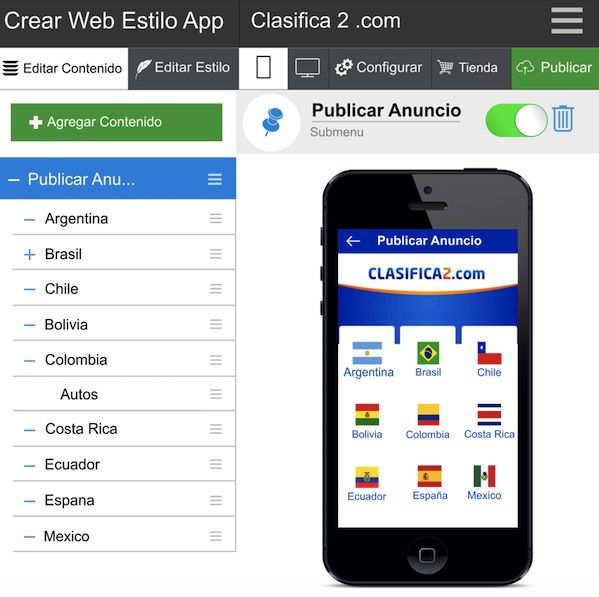 Crear Web Estilo App
Clasifica 2 .com
Editar Contenido
Editar Estilo
Configurar
Tienda
Publicar
Agregar Contenido
Publicar Anuncio
Submenu
Publicar Anu...
Argentina
Brasil
Chile
Bolivia
Colombia
Autos
Costa Rica
Ecuador
Espana
Mexico
Publicar Anuncio
CLASIFICA2.com
Argentina
Brasil
Chile
Bolivia
Colombia
Costa Rica
Ecuador
España
Mexico